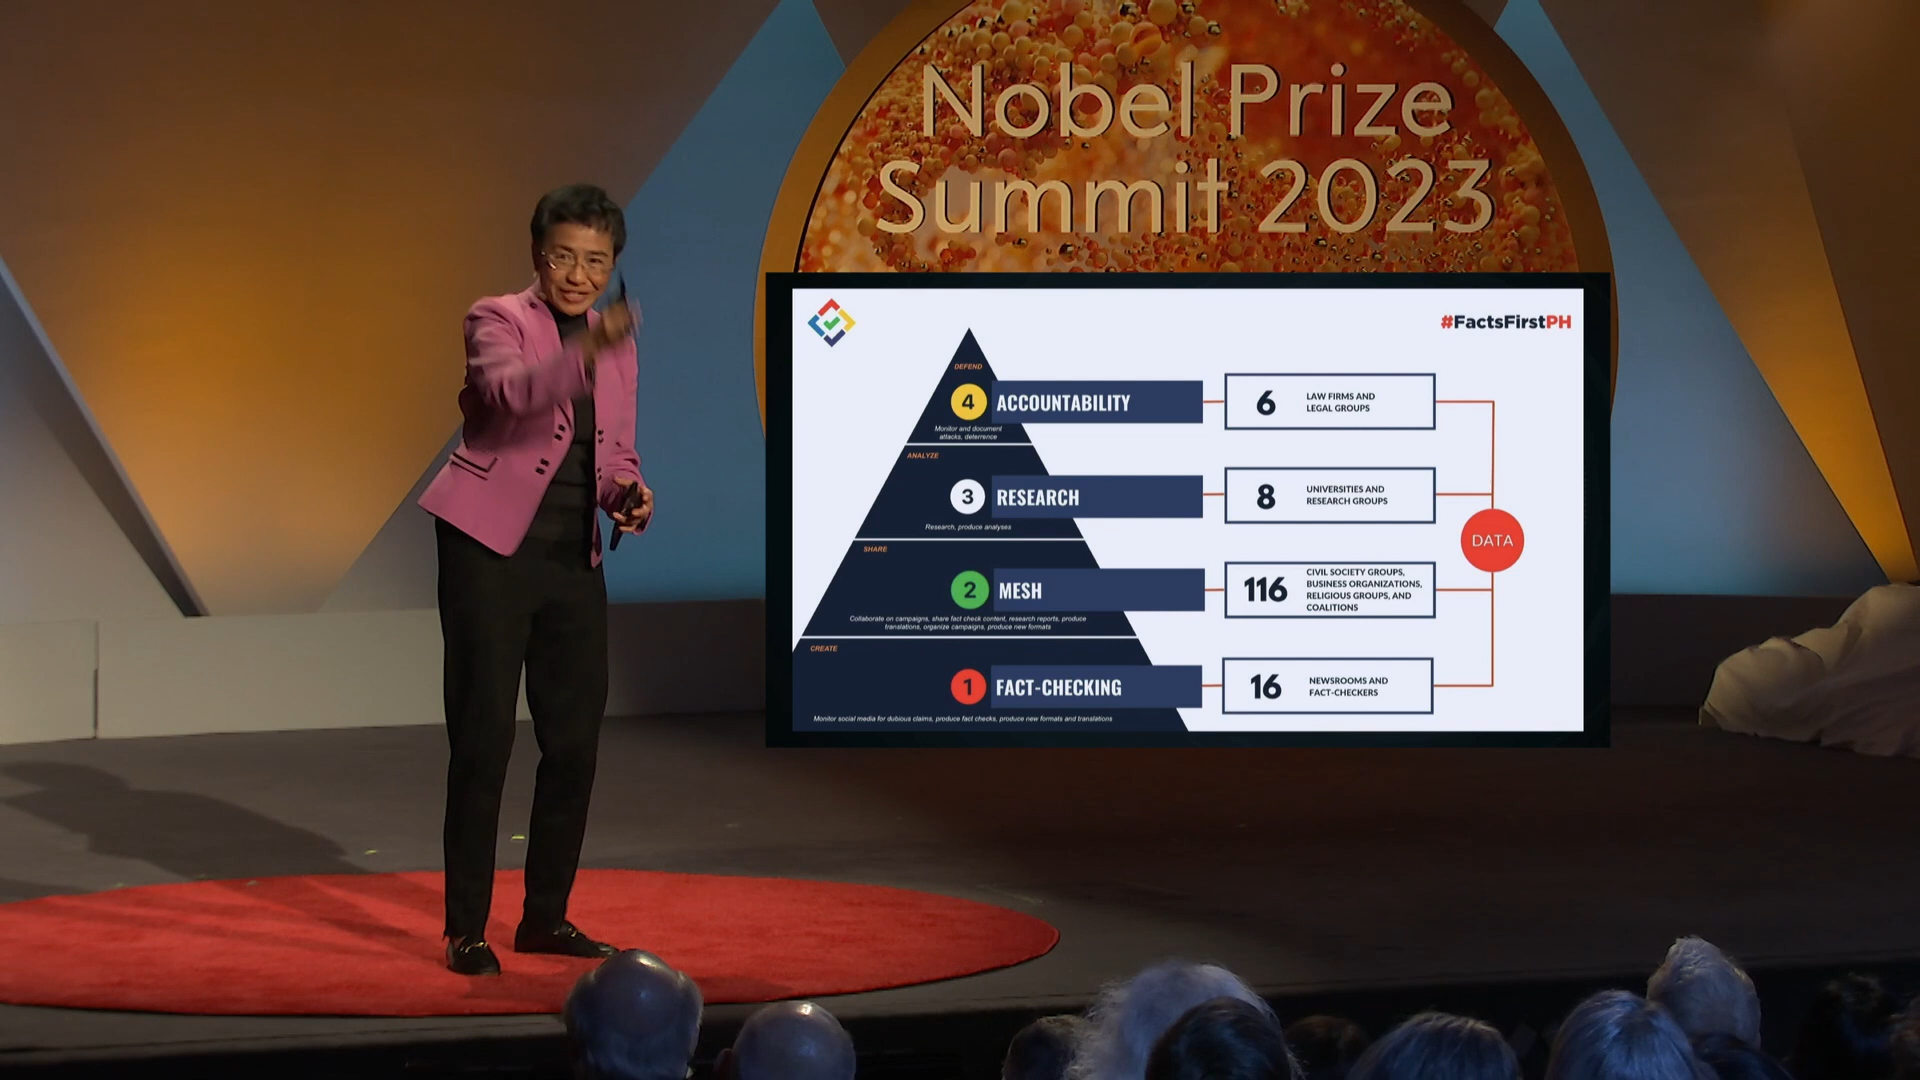 Nobel Prize
Summit 2023
#FactsFirstPH
DEFEND
4 ACCOUNTABILITY
Monitor and document
attacks, deterrence
6
LAW FIRMS AND
LEGAL GROUPS
ANALYZE
3 RESEARCH
Research, produce analyses
8
UNIVERSITIES AND
RESEARCH GROUPS
DATA
SHARE
2 MESH
Collaborate on campaigns, share fact check content, research reports, produce
translations, organize campaigns, produce new formats
116
CIVIL SOCIETY GROUPS,
BUSINESS ORGANIZATIONS,
RELIGIOUS GROUPS, AND
COALITIONS
CREATE
1 FACT-CHECKING
Monitor social media for dubious claims, produce fact checks, produce new formats and translations
16
NEWSROOMS AND
FACT-CHECKERS